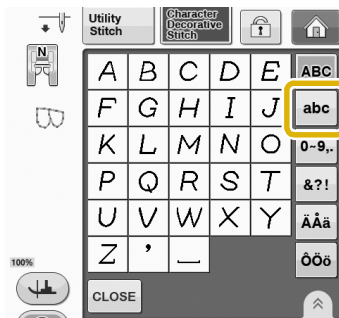 Utility Stitch
Character Decorative Stitch
N
A B C D E ABC
F G H I J abc
K L M N O 0~9,.
P Q R S T &?!
U V W X Y ÄÅä
Z ’ _ ÔÖö
100%
CLOSE